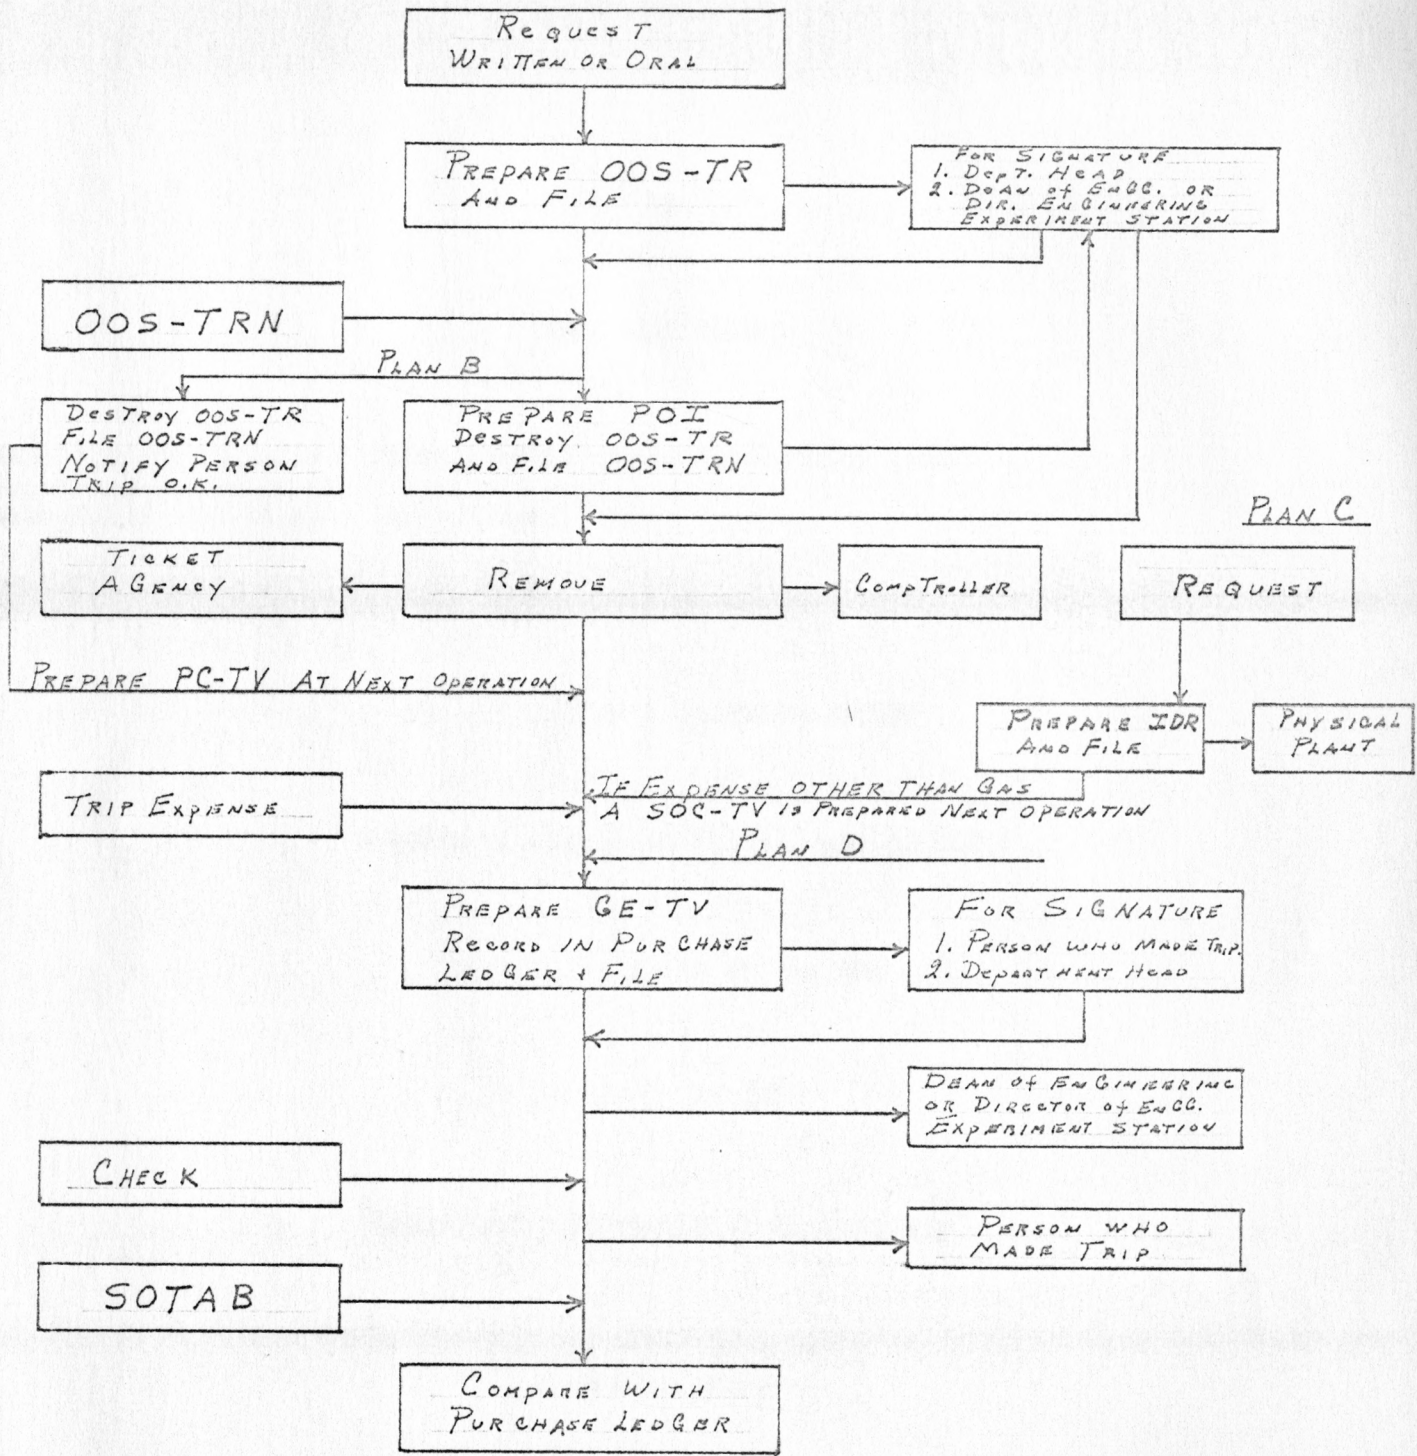 Request
Written or Oral
Prepare OOS-TR
And File
For Signature
1. Dept. Head
2. Dean of Engg. or
Dir. Engineering
Experiment Station
OOS-TRN
Plan B
Destroy OOS-TR
File OOS-TRN
Notify Person
Trip O.K.
Prepare POI
Destroy OOS-TR
And File OOS-TRN
Plan C
Ticket
Agency
Remove
Comptroller
Request
Prepare PC-TV At Next Operation
Prepare IDR
And File
Physical
Plant
Trip Expense
If Expense Other Than Gas
A SOC-TV is Prepared Next Operation
Plan D
Prepare GE-TV
Record in Purchase
Ledger + File
For Signature
1. Person who made Trip.
2. Department Head
Dean of Engineering
or Director of Engg.
Experiment Station
Check
Person who
Made Trip
SOTAB
Compare With
Purchase Ledger